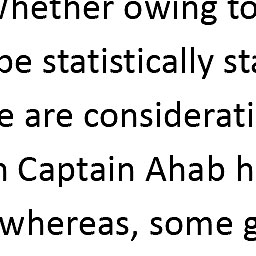 Whether owing to
be statistically sta
e are considerati
n Captain Ahab h
whereas, some g